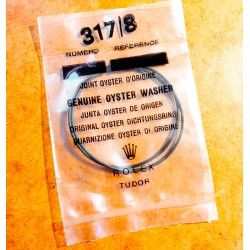 317/8
NUMERO REFERENCE
JOINT OYSTER D'ORIGINE
GENUINE OYSTER WASHER
JUNTA OYSTER DE ORIGEN
ORIGINAL OYSTER DICHTUNGSRING
GUARNIZIONE OYSTER DI ORIGINE
ROLEX
TUDOR